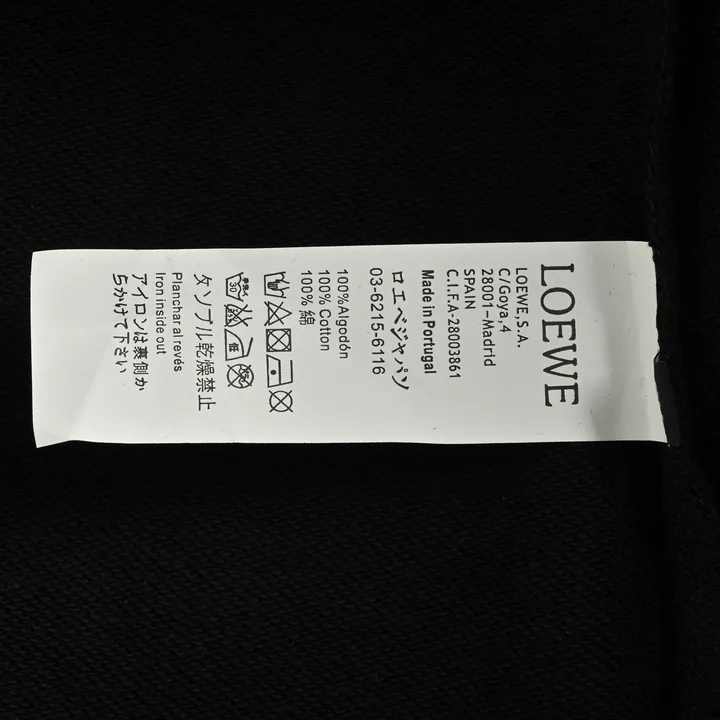 LOEWE
LOEWE, S.A.
C/Goya, 4
28001-Madrid
SPAIN
C.I.F.A-28003861
Made in Portugal
ロエベジャパン
03-6215-6116
100%Algodón
100% Cotton
100% 綿
30
タンブル乾燥禁止
Planchar al revés
Iron inside out
アイロンは裏側か
らかけて下さい